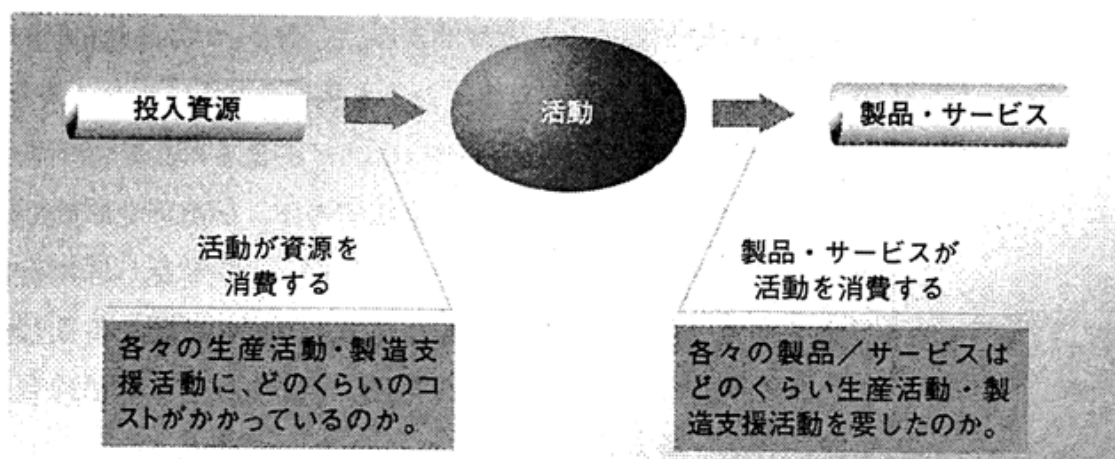 投入資源
活動
製品・サービス
活動が資源を
消費する
製品・サービスが
活動を消費する
各々の生産活動・製造支
援活動に、どのくらいのコ
ストがかかっているのか。
各々の製品／サービスは
どのくらい生産活動・製
造支援活動を要したのか。